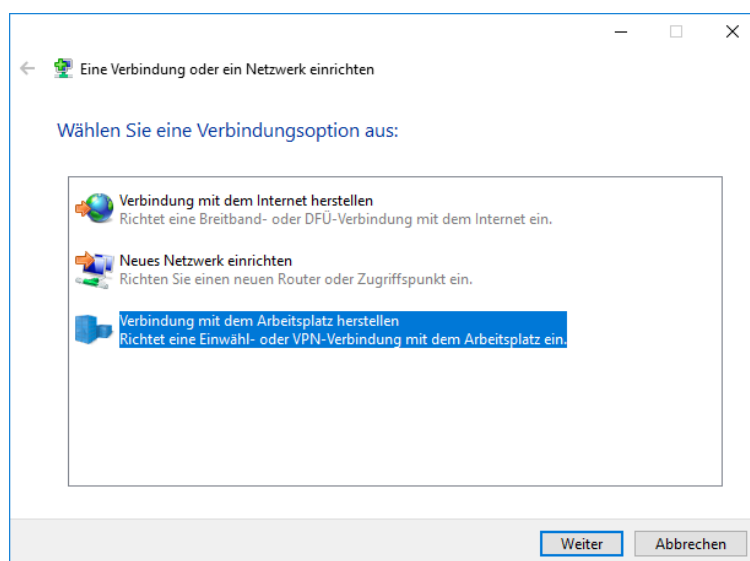 Eine Verbindung oder ein Netzwerk einrichten
Wählen Sie eine Verbindungsoption aus:
Verbindung mit dem Internet herstellen
Richtet eine Breitband- oder DFÜ-Verbindung mit dem Internet ein.
Neues Netzwerk einrichten
Richten Sie einen neuen Router oder Zugriffspunkt ein.
Verbindung mit dem Arbeitsplatz herstellen
Richtet eine Einwähl- oder VPN-Verbindung mit dem Arbeitsplatz ein.
Weiter
Abbrechen